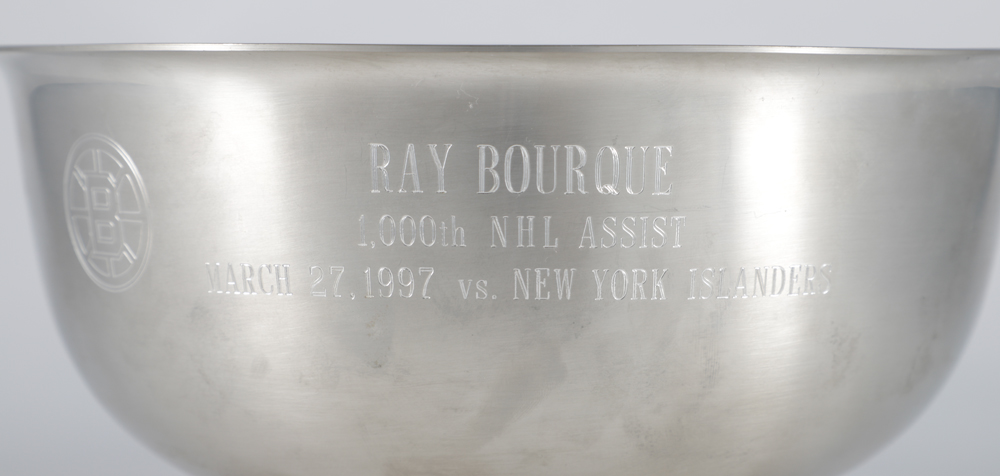 B
RAY BOURQUE
1,000th NHL ASSIST
MARCH 27, 1997 vs. NEW YORK ISLANDERS